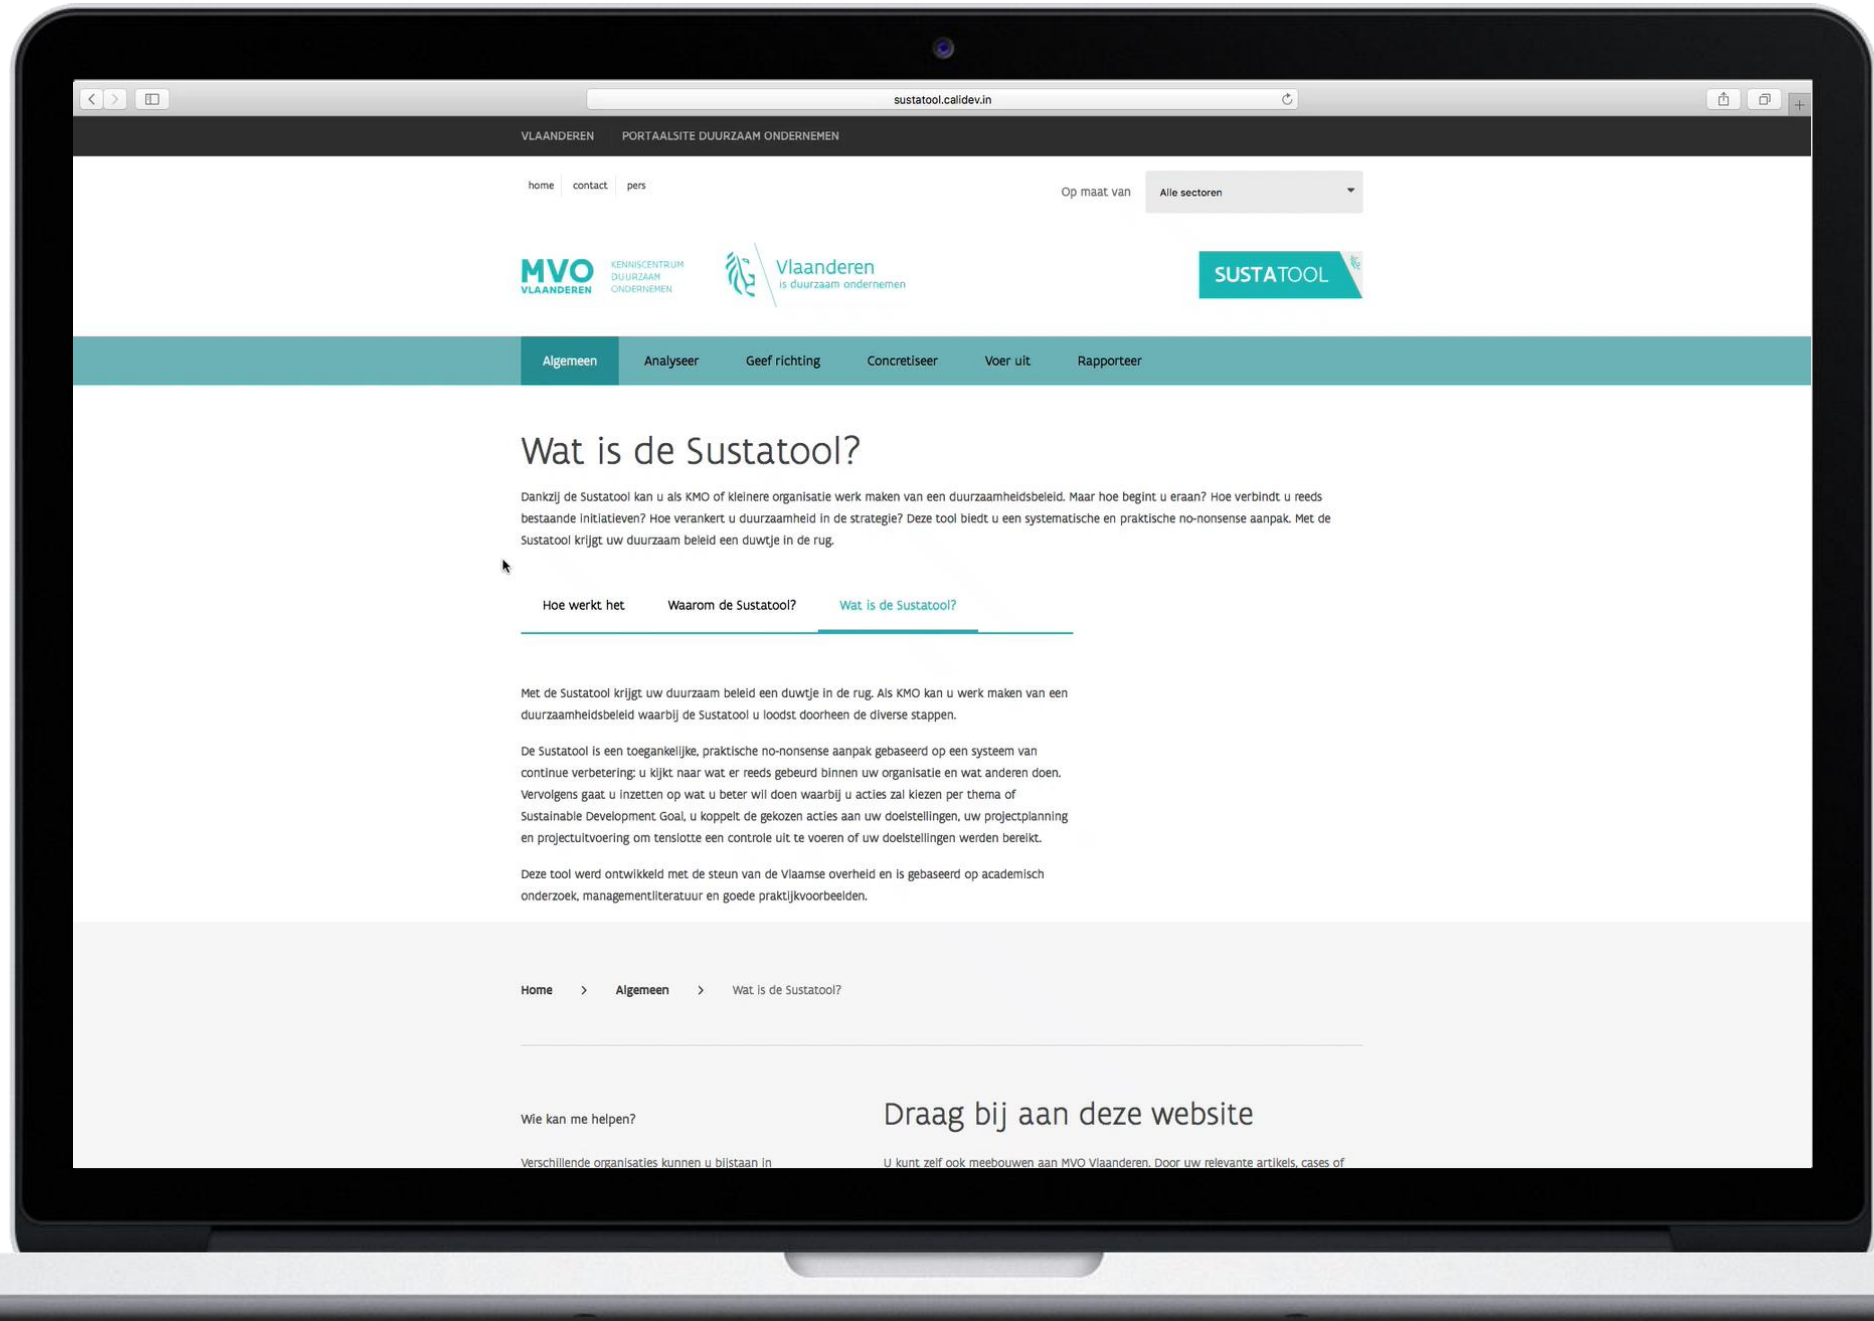 sustatool.calidev.in
VLAANDEREN PORTAALSITE DUURZAAM ONDERNEMEN
home contact pers
Op maat van Alle sectoren
MVO VLAANDEREN
KENNISCENTRUM
DUURZAAM
ONDERNEMEN
Vlaanderen
is duurzaam ondernemen
SUSTATOOL
Algemeen Analyseer Geef richting Concretiseer Voer uit Rapporteer
Wat is de Sustatool?
Dankzij de Sustatool kan u als KMO of kleinere organisatie werk maken van een duurzaamheidsbeleid. Maar hoe begint u eraan? Hoe verbindt u reeds
bestaande initiatieven? Hoe verankert u duurzaamheid in de strategie? Deze tool biedt u een systematische en praktische no-nonsense aanpak. Met de
Sustatool krijgt uw duurzaam beleid een duwtje in de rug.
Hoe werkt het Waarom de Sustatool? Wat is de Sustatool?
Met de Sustatool krijgt uw duurzaam beleid een duwtje in de rug. Als KMO kan u werk maken van een
duurzaamheidsbeleid waarbij de Sustatool u loodst doorheen de diverse stappen.
De Sustatool is een toegankelijke, praktische no-nonsense aanpak gebaseerd op een systeem van
continue verbetering: u kijkt naar wat er reeds gebeurd binnen uw organisatie en wat anderen doen.
Vervolgens gaat u inzetten op wat u beter wil doen waarbij u acties zal kiezen per thema of
Sustainable Development Goal, u koppelt de gekozen acties aan uw doelstellingen, uw projectplanning
en projectuitvoering om tenslotte een controle uit te voeren of uw doelstellingen werden bereikt.
Deze tool werd ontwikkeld met de steun van de Vlaamse overheid en is gebaseerd op academisch
onderzoek, managementliteratuur en goede praktijkvoorbeelden.
Home > Algemeen > Wat is de Sustatool?
Wie kan me helpen?
Draag bij aan deze website
Verschillende organisaties kunnen u bijstaan in
U kunt zelf ook meebouwen aan MVO Vlaanderen. Door uw relevante artikels, cases of